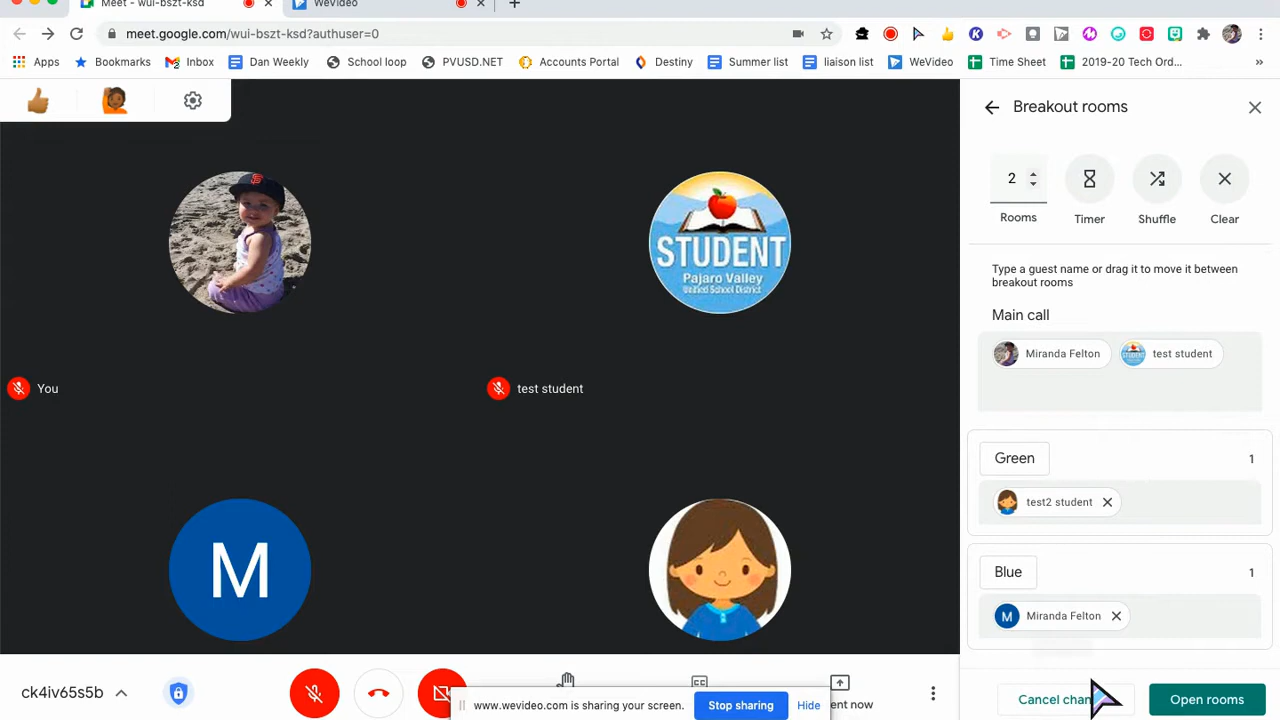 Meet - wui-bszt-ksd
WeVideo
meet.google.com/wui-bszt-ksd?authuser=0
Apps Bookmarks Inbox Dan Weekly School loop PVUSD.NET Accounts Portal Destiny Summer list liaison list WeVideo Time Sheet 2019-20 Tech Ord... »
Breakout rooms
2
Rooms Timer Shuffle Clear
Type a guest name or drag it to move it between
breakout rooms
Main call
Miranda Felton test student
STUDENT
Pajaro Valley
Unified School District
You
test student
Green 1
test2 student
M
Blue 1
M Miranda Felton
ck4iv65s5b
www.wevideo.com is sharing your screen. Stop sharing Hide
Open rooms